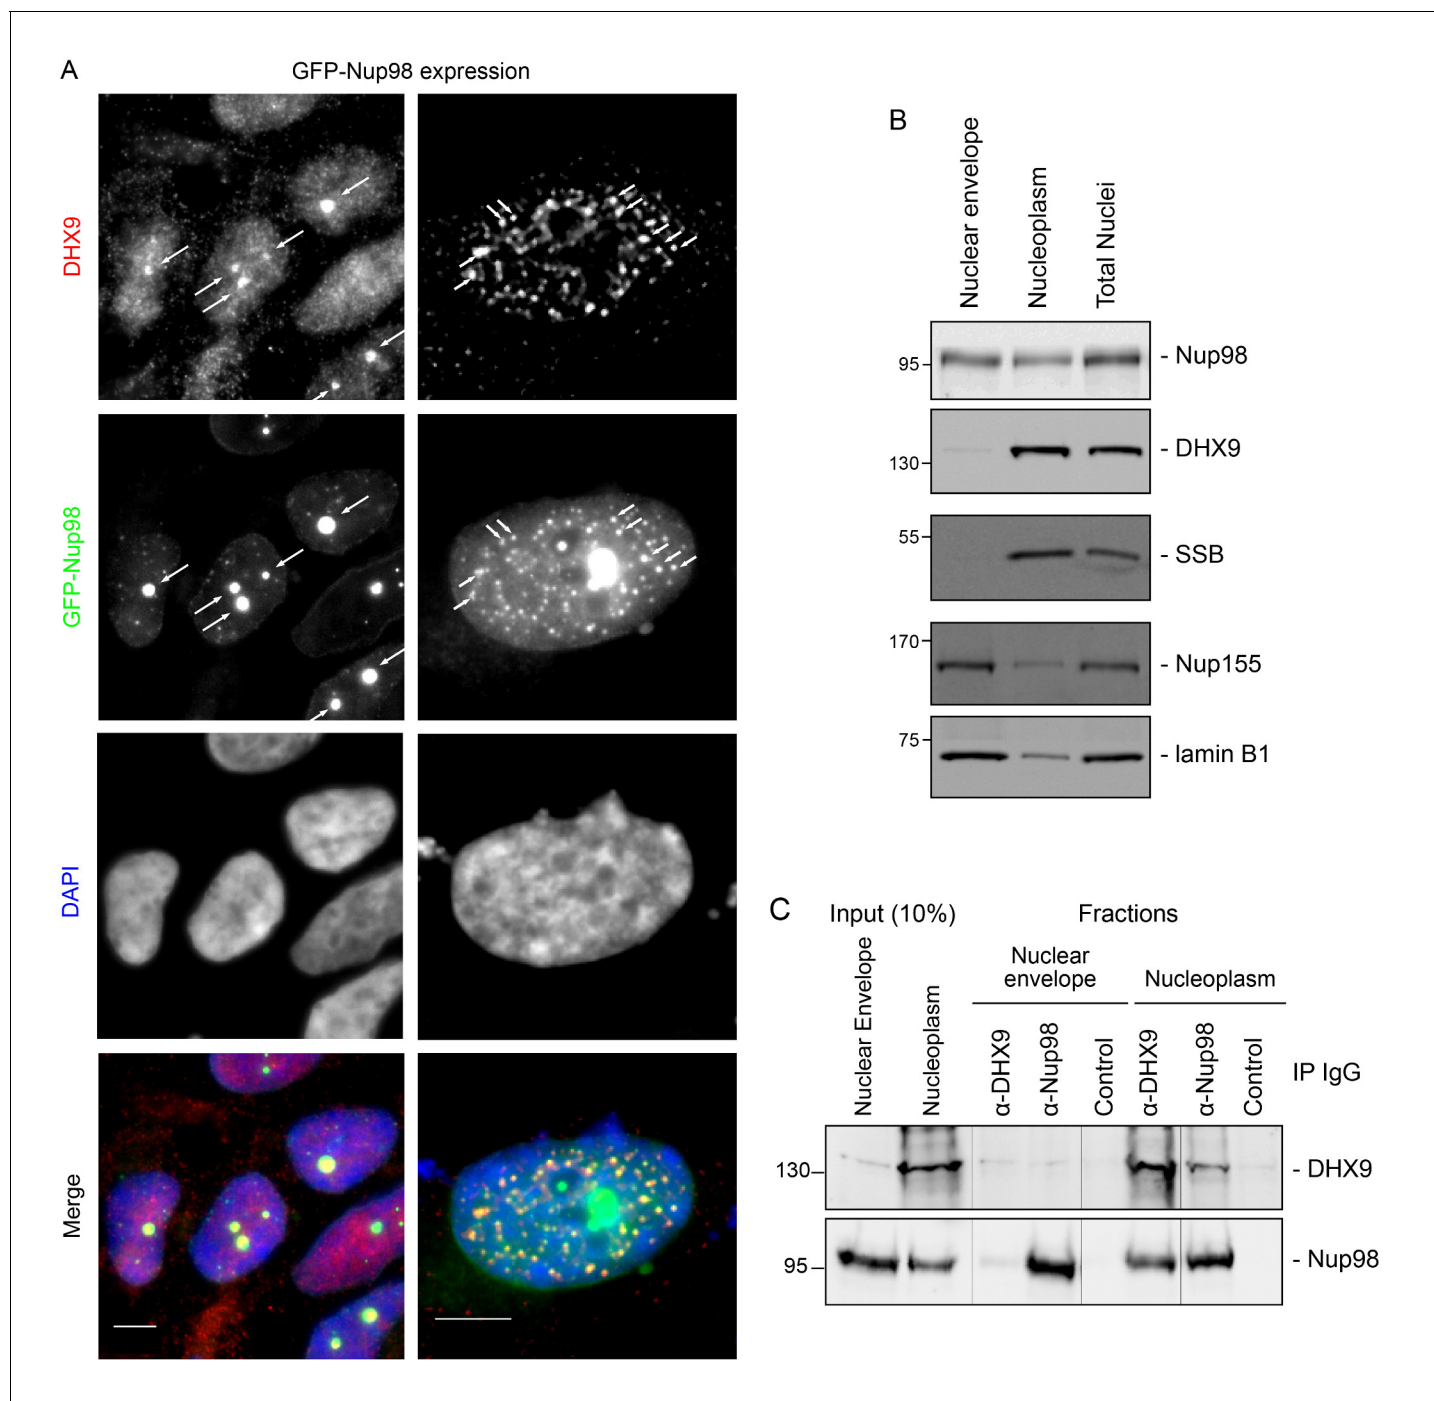 A
GFP-Nup98 expression
DHX9
GFP-Nup98
DAPI
Merge
B
Nuclear envelope
Nucleoplasm
Total Nuclei
95
- Nup98
130
- DHX9
55
- SSB
170
- Nup155
75
- lamin B1
C
Input (10%)
Fractions
Nuclear Envelope
Nucleoplasm
Nuclear
envelope
Nucleoplasm
α-DHX9
α-Nup98
Control
α-DHX9
α-Nup98
Control
IP IgG
130
- DHX9
95
- Nup98